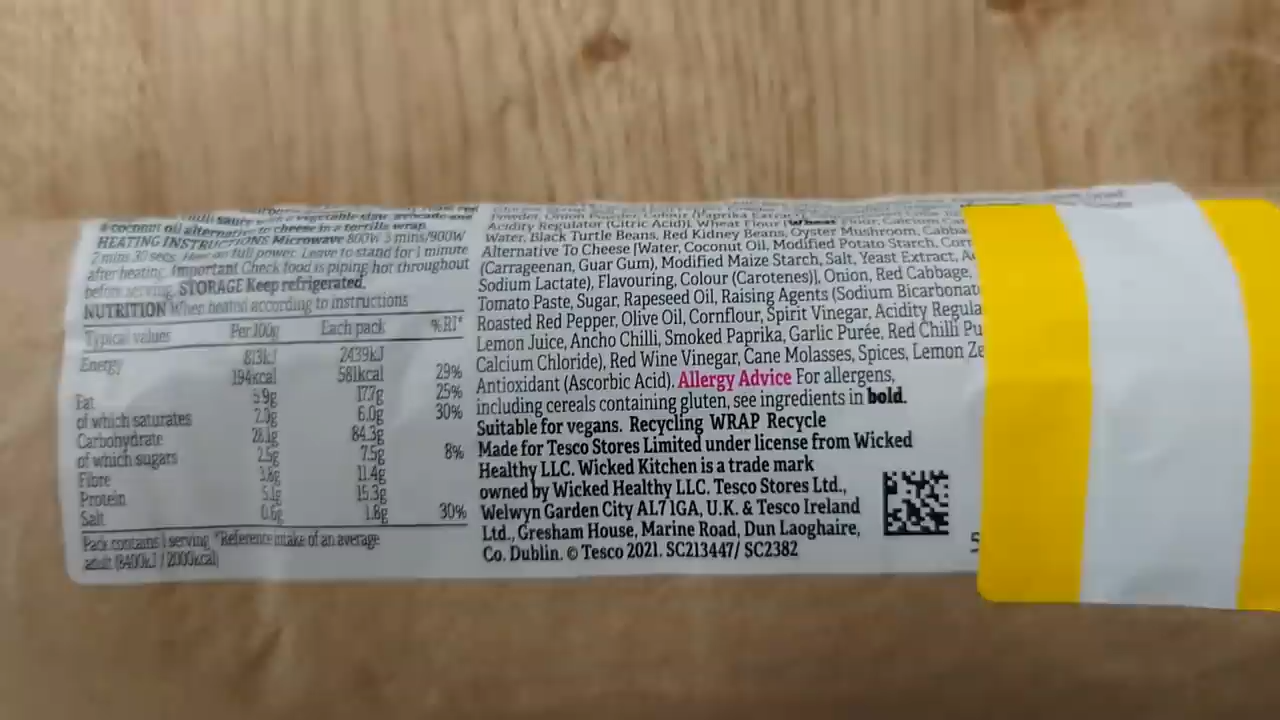 a coconut oil alternative to cheese in a tortilla wrap.
HEATING INSTRUCTIONS Microwave 800W 3 mins/900W
2 mins 30 secs. Heat on full power. Leave to stand for 1 minute
after heating. Important Check food is piping hot throughout
before serving. STORAGE Keep refrigerated.
NUTRITION When heated according to instructions
Typical values Per 100g Each pack %RI*
Energy 813kJ 2439kJ
194kcal 581kcal 29%
Fat 5.9g 17.7g 25%
of which saturates 2.0g 6.0g 30%
Carbohydrate 28.1g 84.3g
of which sugars 2.5g 7.5g 8%
Fibre 3.8g 11.4g
Protein 5.1g 15.3g
Salt 0.6g 1.8g 30%
Pack contains 1 serving *Reference intake of an average
adult (8400kJ / 2000kcal)
Powder, Onion Powder, Colour (Paprika
Acidity Regulator (Citric Acid), Wheat Flour (Wheat Flour, Calcium
Water, Black Turtle Beans, Red Kidney Beans, Oyster Mushroom, Cabba
Alternative To Cheese [Water, Coconut Oil, Modified Potato Starch, Corn
(Carrageenan, Guar Gum), Modified Maize Starch, Salt, Yeast Extract,
Sodium Lactate), Flavouring, Colour (Carotenes)], Onion, Red Cabbage,
Tomato Paste, Sugar, Rapeseed Oil, Raising Agents (Sodium Bicarbonat
Roasted Red Pepper, Olive Oil, Cornflour, Spirit Vinegar, Acidity Regula
Lemon Juice, Ancho Chilli, Smoked Paprika, Garlic Purée, Red Chilli Pu
Calcium Chloride), Red Wine Vinegar, Cane Molasses, Spices, Lemon Ze
Antioxidant (Ascorbic Acid). Allergy Advice For allergens,
including cereals containing gluten, see ingredients in bold.
Suitable for vegans. Recycling WRAP Recycle
Made for Tesco Stores Limited under license from Wicked
Healthy LLC. Wicked Kitchen is a trade mark
owned by Wicked Healthy LLC. Tesco Stores Ltd.,
Welwyn Garden City AL7 1GA, U.K. & Tesco Ireland
Ltd., Gresham House, Marine Road, Dun Laoghaire,
Co. Dublin. © Tesco 2021. SC213447/ SC2382
5